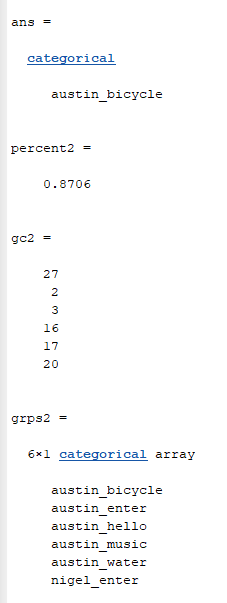 ans =
categorical
austin_bicycle
percent2 =
0.8706
gc2 =
27
2
3
16
17
20
grps2 =
6×1 categorical array
austin_bicycle
austin_enter
austin_hello
austin_music
austin_water
nigel_enter